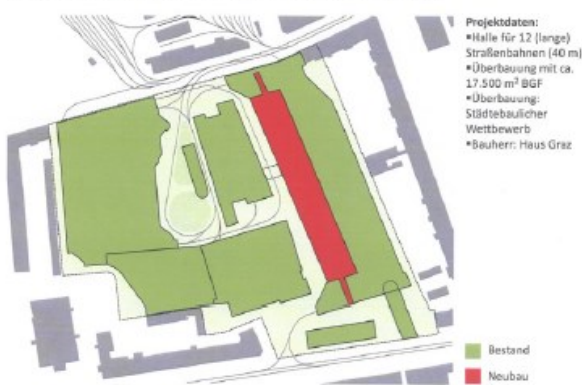 Projektdaten:
▪Halle für 12 (lange)
Straßenbahnen (40 m)
▪Überbauung mit ca.
17.500 m² BGF
▪Überbauung:
Städtebaulicher
Wettbewerb
▪Bauherr: Haus Graz
Bestand
Neubau